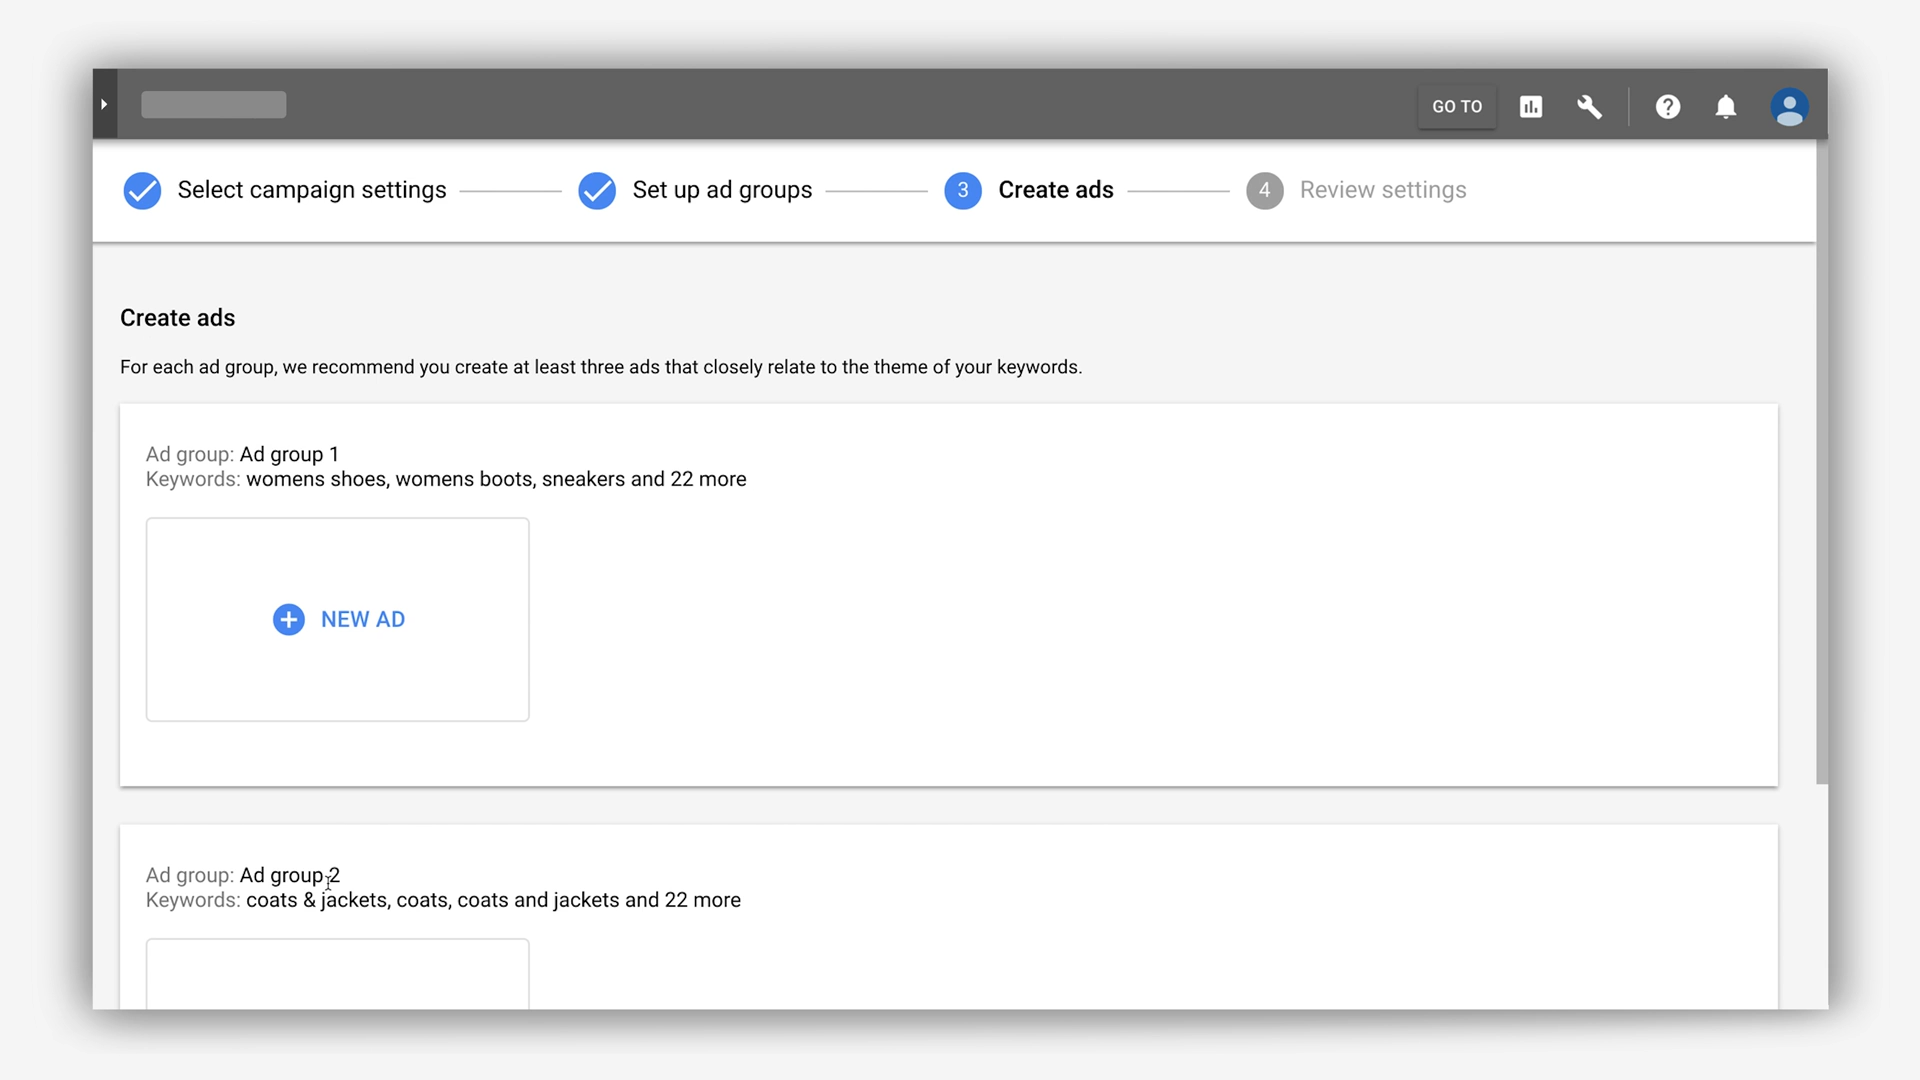 GO TO
Select campaign settings
Set up ad groups
3 Create ads
4 Review settings
Create ads
For each ad group, we recommend you create at least three ads that closely relate to the theme of your keywords.
Ad group: Ad group 1
Keywords: womens shoes, womens boots, sneakers and 22 more
NEW AD
Ad group: Ad group 2
Keywords: coats & jackets, coats, coats and jackets and 22 more